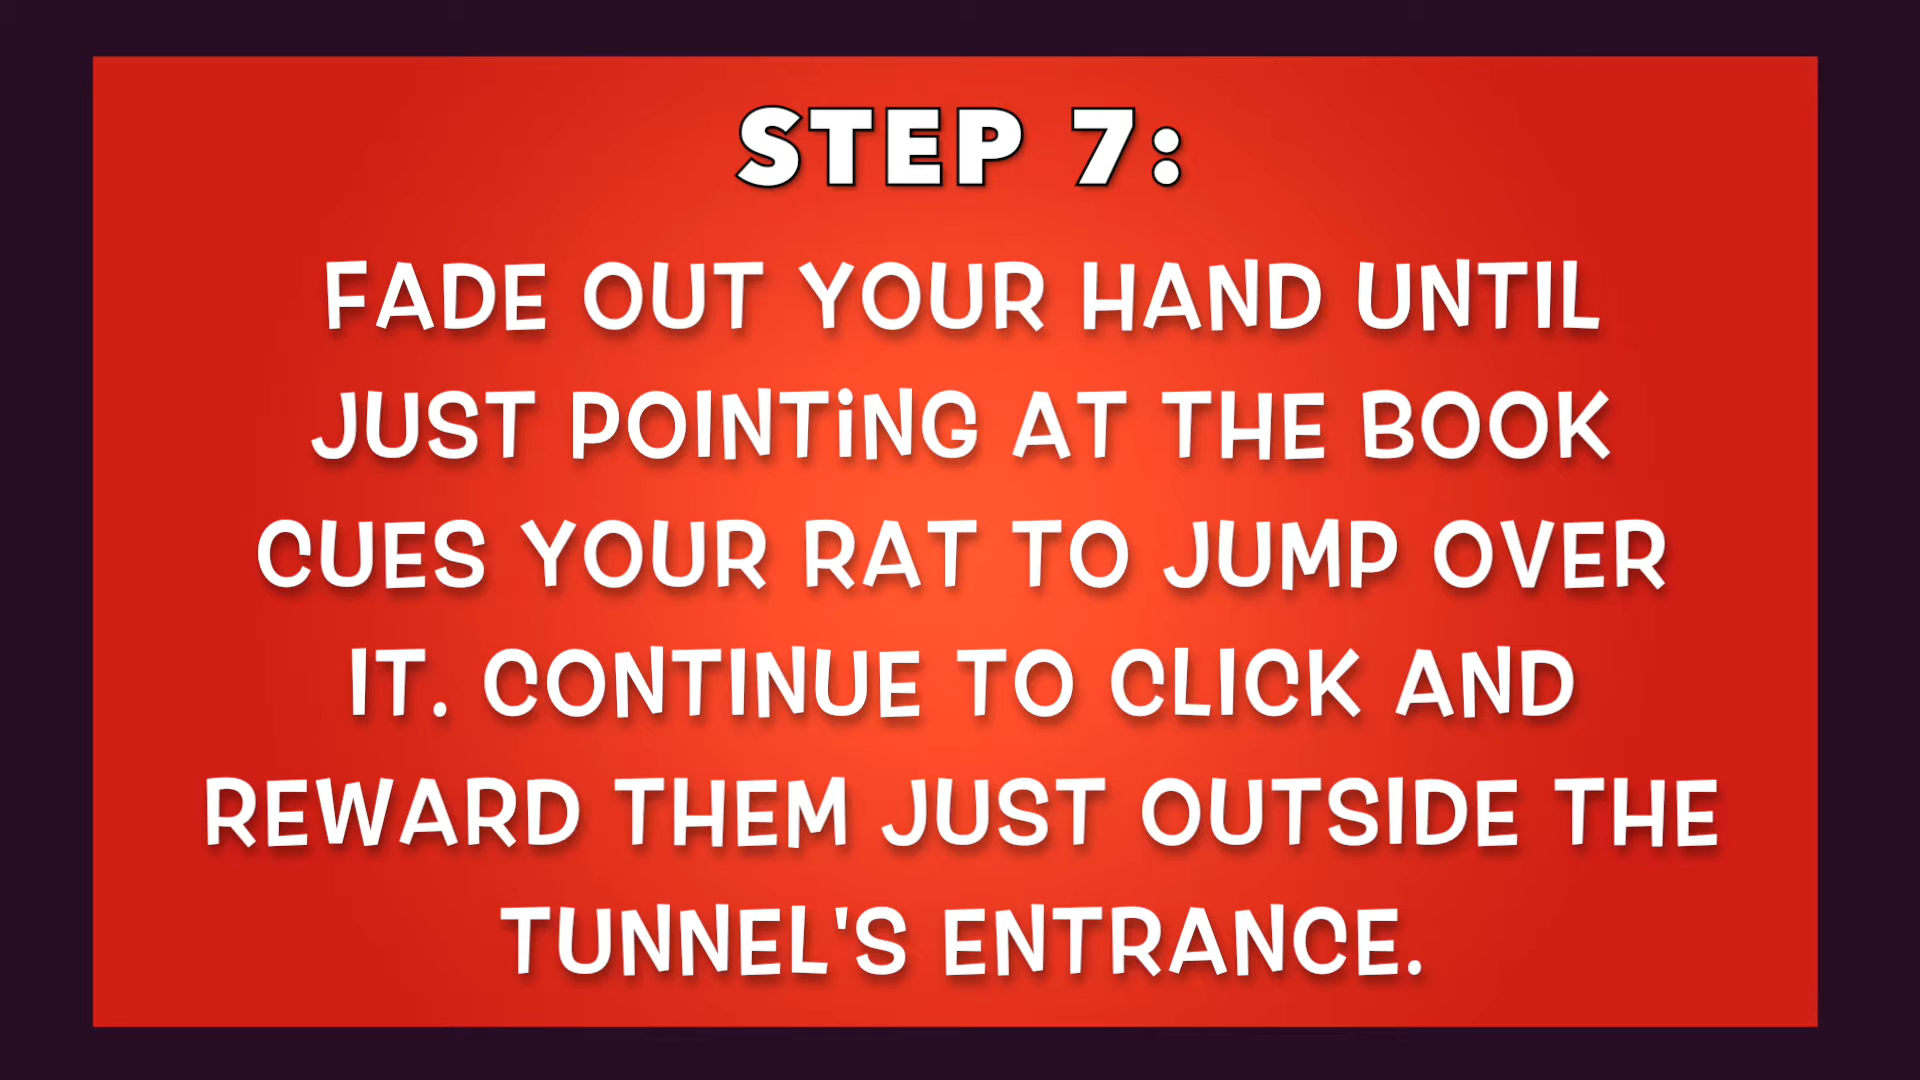 STEP 7:
FADE OUT YOUR HAND UNTIL
JUST POINTiNG AT THE BOOK
CUES YOUR RAT TO JUMP OVER
IT. CONTINUE TO CLICK AND
REWARD THEM JUST OUTSIDE THE
TUNNEL'S ENTRANCE.